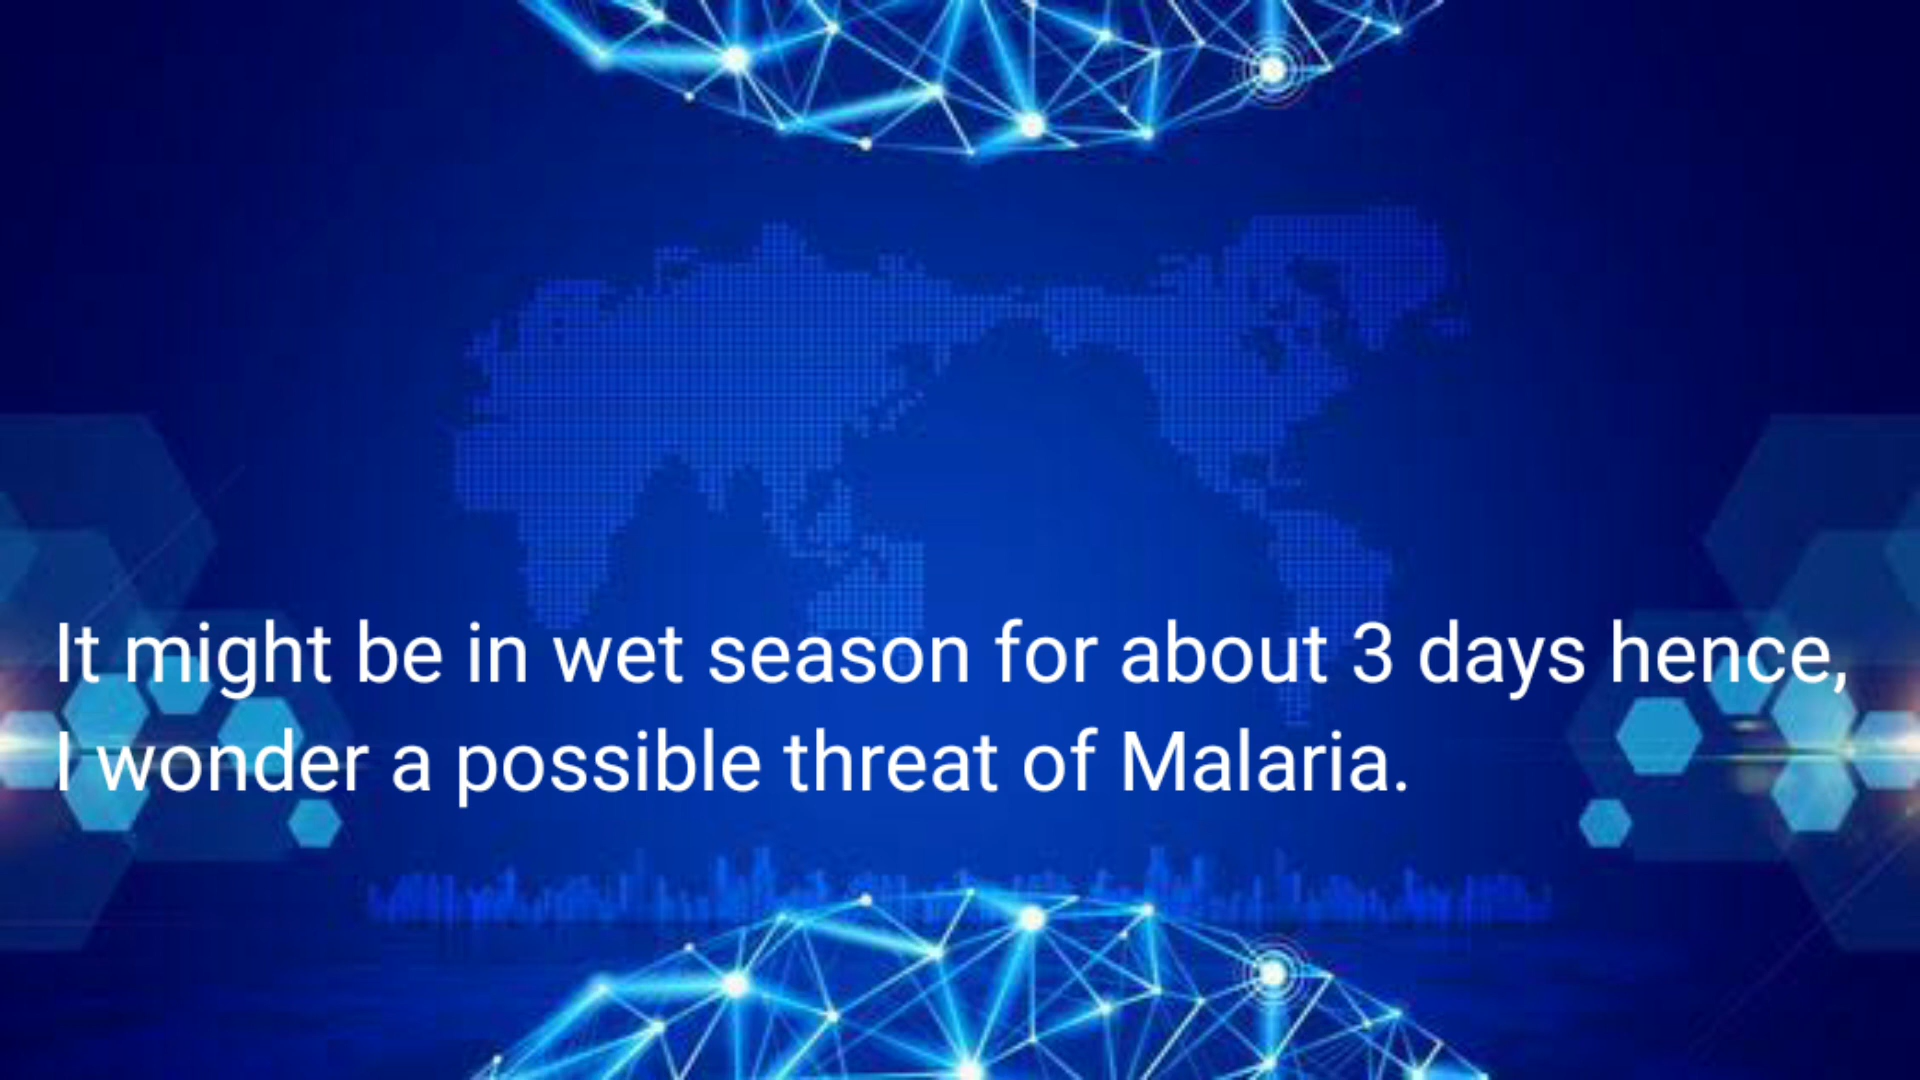 It might be in wet season for about 3 days hence,
I wonder a possible threat of Malaria.